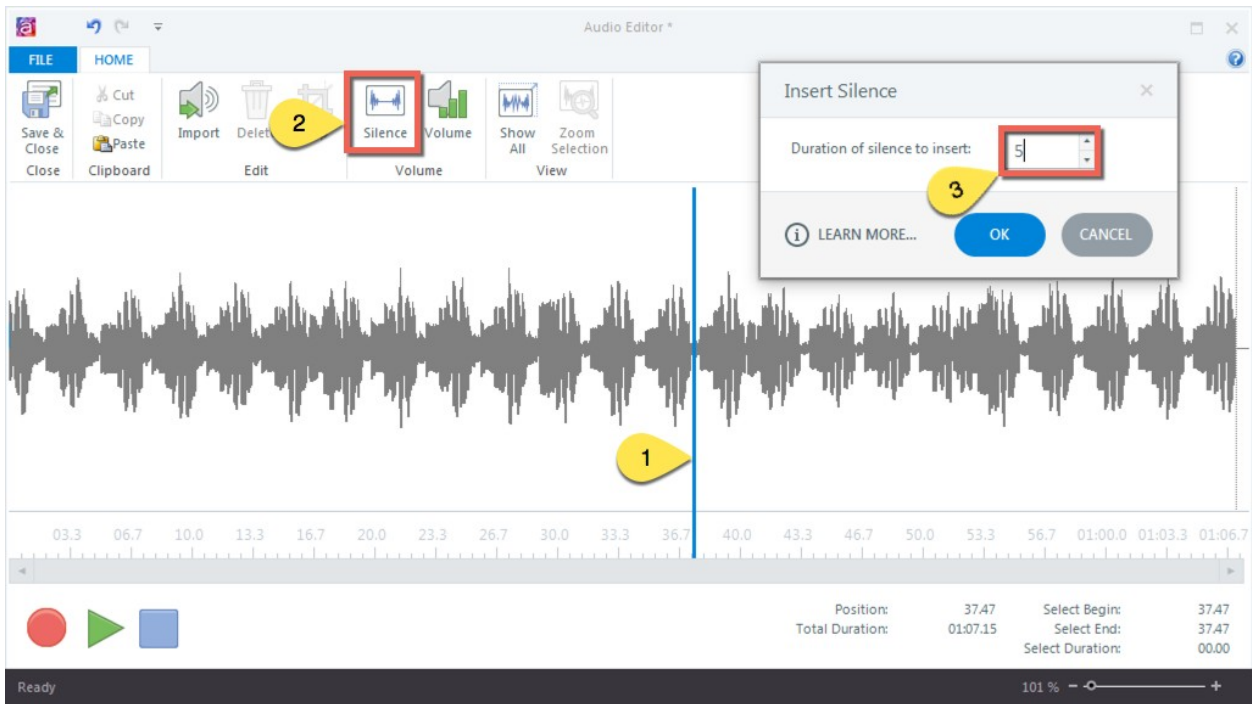 Audio Editor *
FILE HOME
Save & Close
Cut
Copy
Paste
Import
Silence
Volume
Show All
Zoom Selection
Close Clipboard Edit Volume View
2
Insert Silence
Duration of silence to insert: 5
3
LEARN MORE... OK CANCEL
1
03.3 06.7 10.0 13.3 16.7 20.0 23.3 26.7 30.0 33.3 36.7 40.0 43.3 46.7 50.0 53.3 56.7 01:00.0 01:03.3 01:06.7
Position: 37.47 Select Begin: 37.47
Total Duration: 01:07.15 Select End: 37.47
Select Duration: 00.00
Ready 101 %